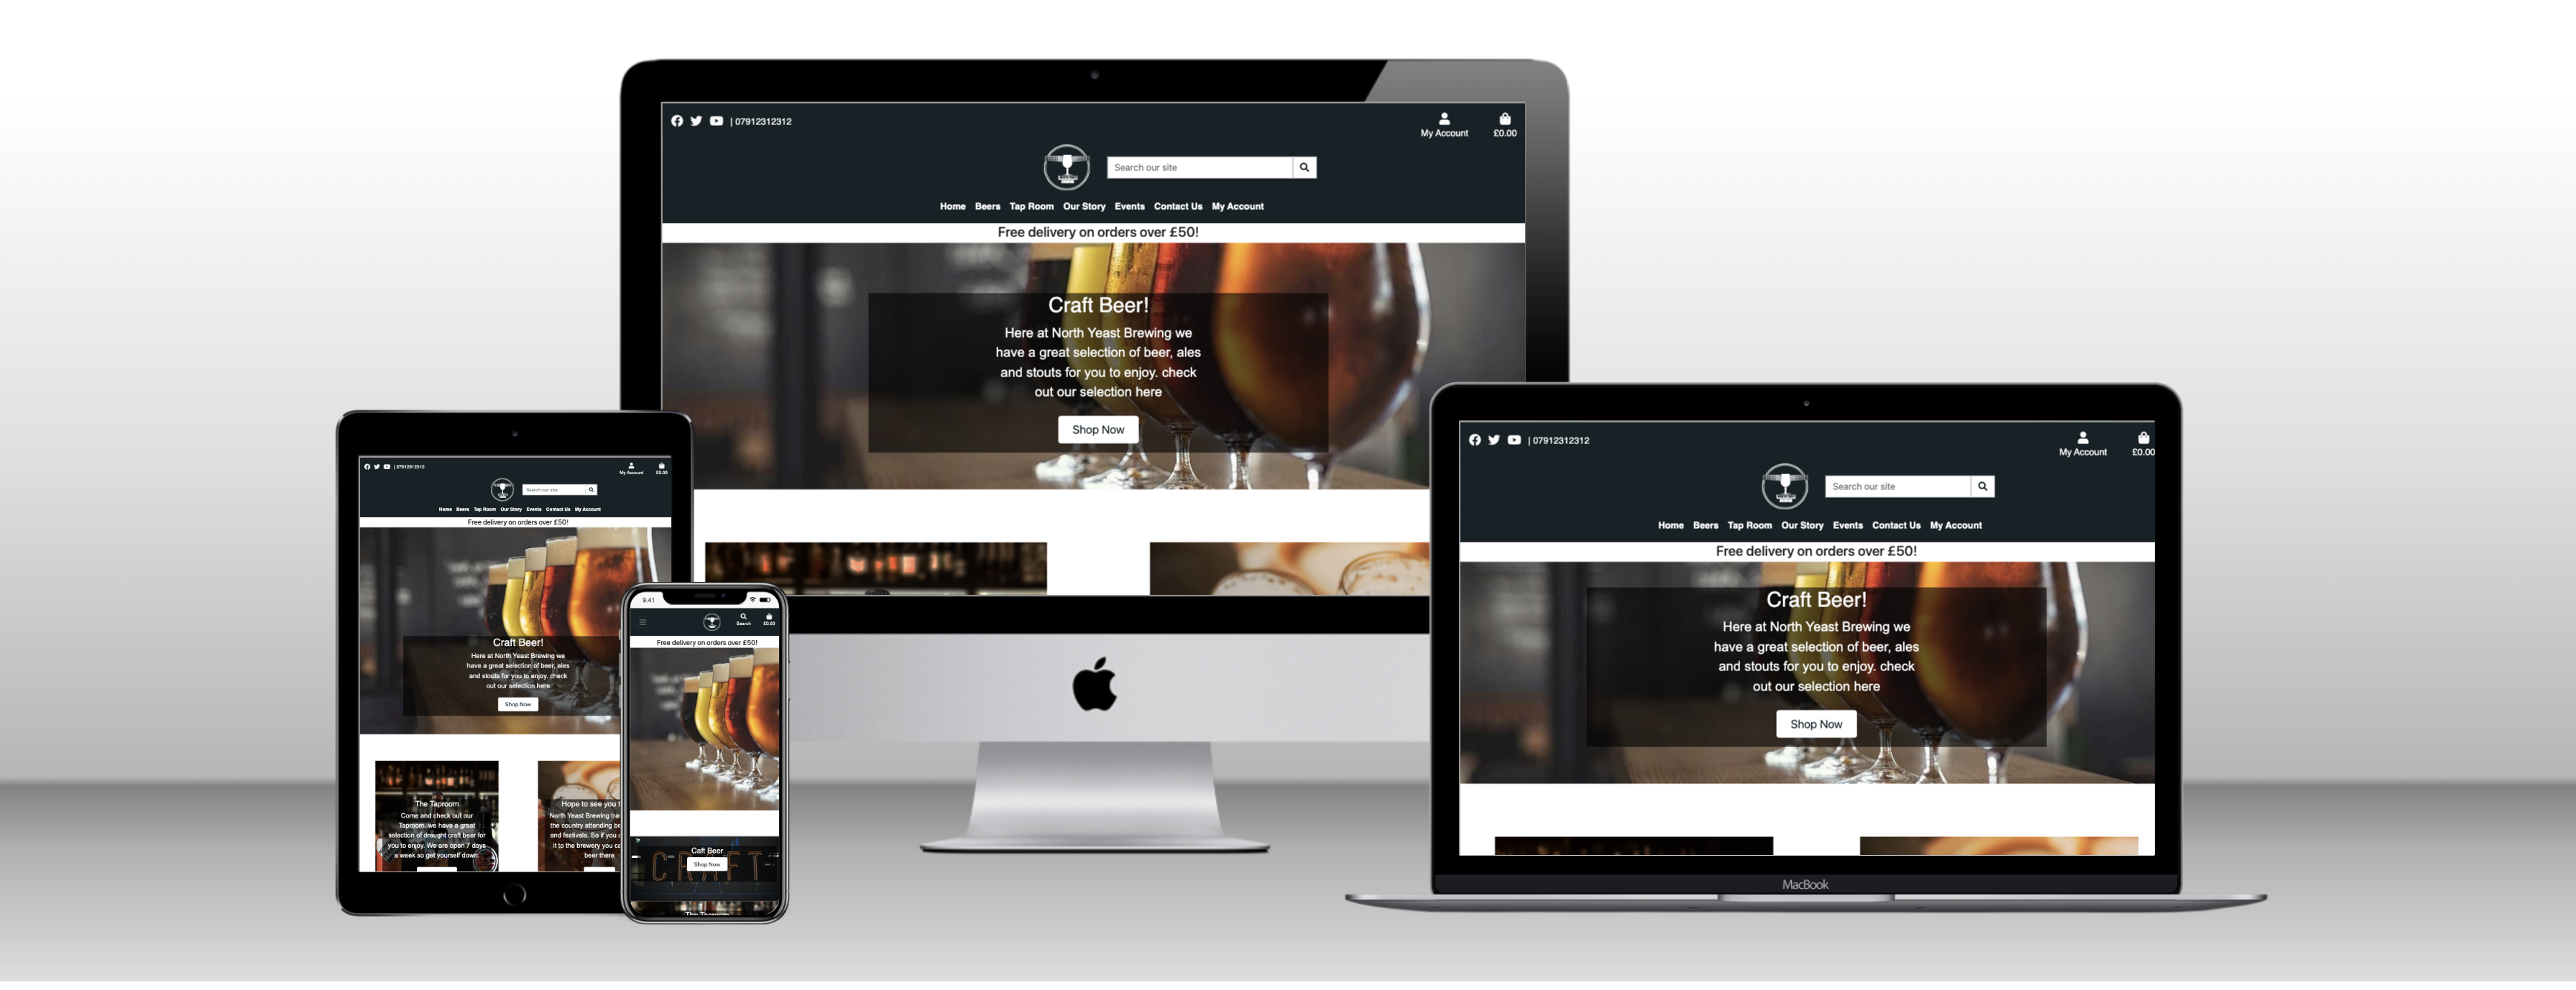 | 07912312312
My Account
£0.00
Search our site
Home Beers Tap Room Our Story Events Contact Us My Account
Free delivery on orders over £50!
Craft Beer!
Here at North Yeast Brewing we
have a great selection of beer, ales
and stouts for you to enjoy. check
out our selection here
Shop Now
| 07912312312
My Account
£0.00
Search our site
Home Beers Tap Room Our Story Events Contact Us My Account
Free delivery on orders over £50!
Craft Beer!
Here at North Yeast Brewing we
have a great selection of beer, ales
and stouts for you to enjoy. check
out our selection here
Shop Now
The Taproom
Come and check out our
Taproom. we have a great
selection of draught craft beer for
you to enjoy. We are open 7 days
a week so get yourself down.
Hope to see you
North Yeast Brewing
the country attanding
and festivals. So if you
it to the brewery you
beer there
9.41
Search
£0.00
Free delivery on orders over £50!
Caft Beer
Shop Now
CRAFT
The Taproom
| 07912312312
My Account
£0.00
Search our site
Home Beers Tap Room Our Story Events Contact Us My Account
Free delivery on orders over £50!
Craft Beer!
Here at North Yeast Brewing we
have a great selection of beer, ales
and stouts for you to enjoy. check
out our selection here
Shop Now
MacBook